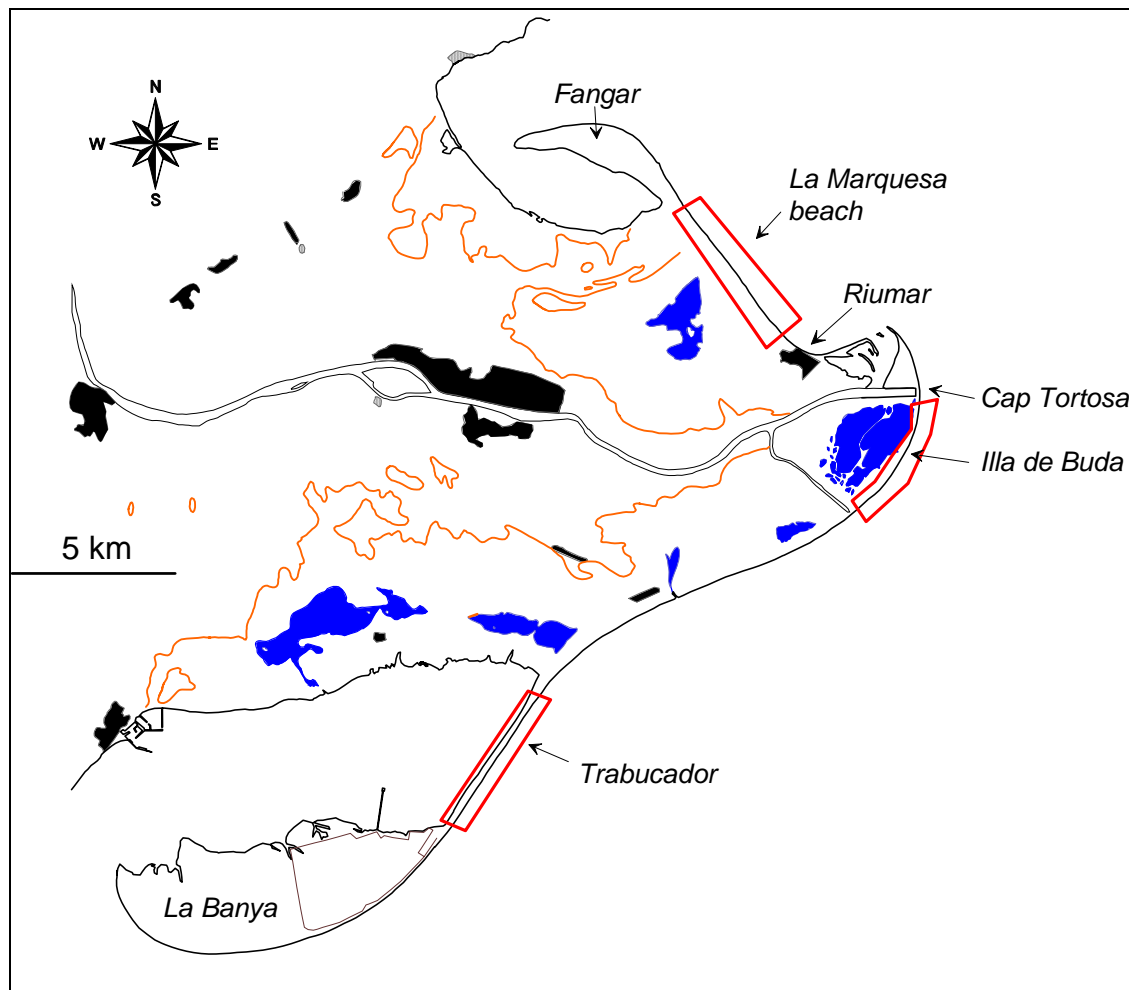 N
W E
S
Fangar
La Marquesa
beach
Riumar
Cap Tortosa
Illa de Buda
5 km
Trabucador
La Banya